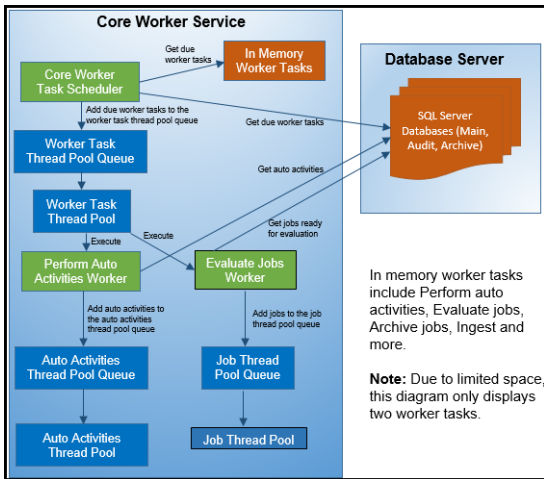 Core Worker Service
Get due
worker tasks
In Memory
Worker Tasks
Core Worker
Task Scheduler
Add due worker tasks to the
worker task thread pool queue
Get due worker tasks
Worker Task
Thread Pool Queue
Get auto activities
Worker Task
Thread Pool
Execute
Execute
Get jobs ready
for evaluation
Perform Auto
Activities Worker
Evaluate Jobs
Worker
Add auto activities to
the auto activities
thread pool queue
Add jobs to the job
thread pool queue
Auto Activities
Thread Pool Queue
Job Thread
Pool Queue
Auto Activities
Thread Pool
Job Thread Pool
Database Server
SQL Server
Databases (Main,
Audit, Archive)
In memory worker tasks
include Perform auto
activities, Evaluate jobs,
Archive jobs, Ingest and
more.
Note: Due to limited space,
this diagram only displays
two worker tasks.